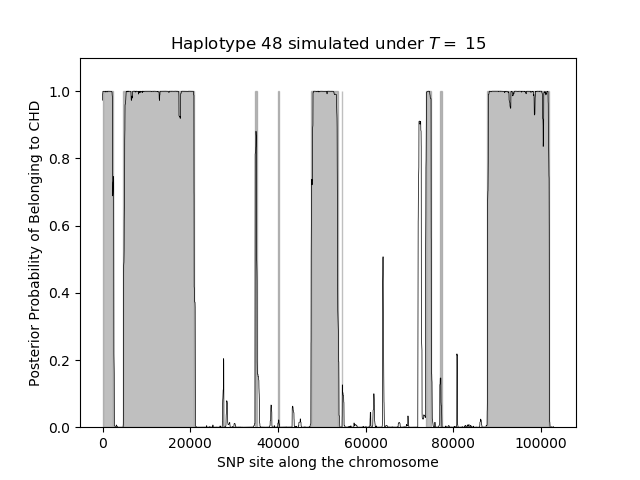 Haplotype 48 simulated under T = 15
Posterior Probability of Belonging to CHD
1.0
0.8
0.6
0.4
0.2
0.0
0 20000 40000 60000 80000 100000
SNP site along the chromosome